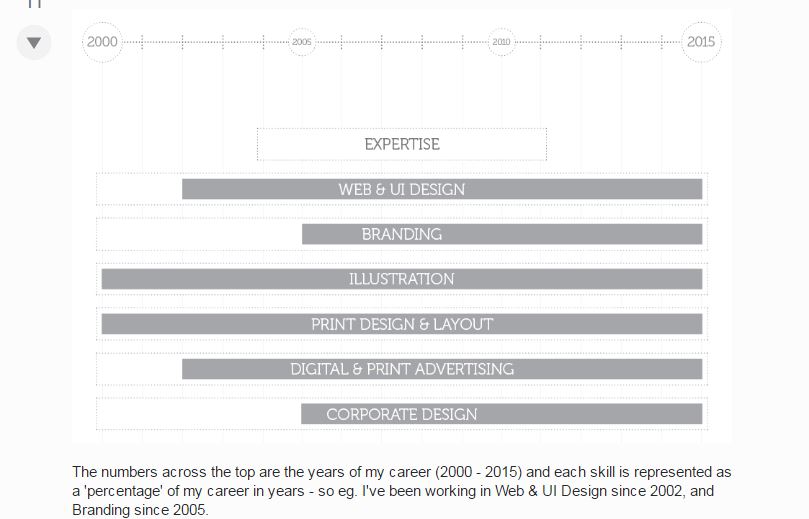 2000 2005 2010 2015
EXPERTISE
WEB & UI DESIGN
BRANDING
ILLUSTRATION
PRINT DESIGN & LAYOUT
DIGITAL & PRINT ADVERTISING
CORPORATE DESIGN
The numbers across the top are the years of my career (2000 - 2015) and each skill is represented as
a 'percentage' of my career in years - so eg. I've been working in Web & UI Design since 2002, and
Branding since 2005.